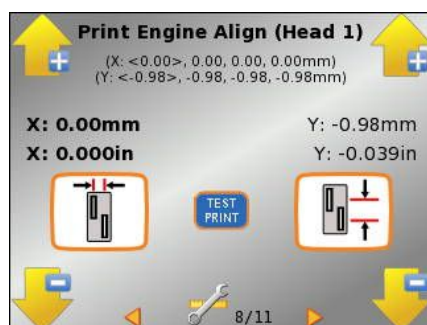 Print Engine Align (Head 1)
(X: <0.00>, 0.00, 0.00, 0.00mm)
(Y: <-0.98>, -0.98, -0.98, -0.98mm)
X: 0.00mm
Y: -0.98mm
X: 0.000in
Y: -0.039in
TEST
PRINT
8/11